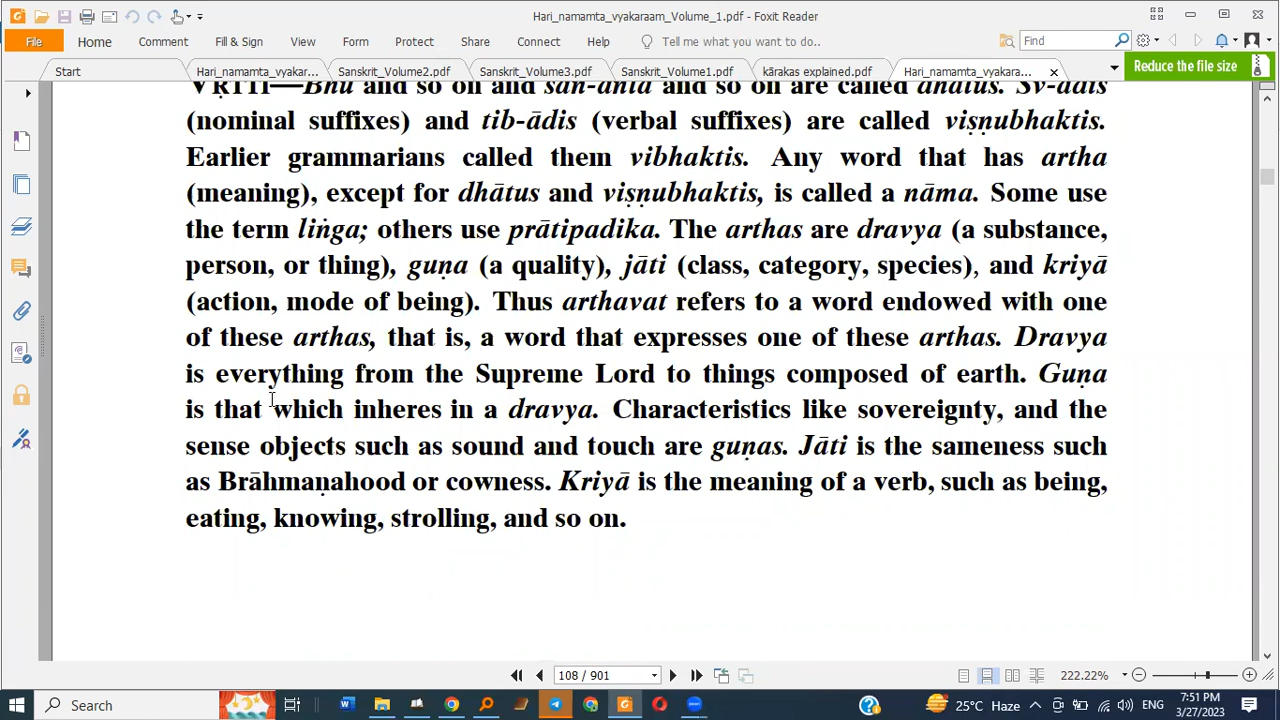 Hari_namamta_vyakaraam_Volume_1.pdf - Foxit Reader
File Home Comment Fill & Sign View Form Protect Share Connect Help Tell me what you want to do.. Find
Start Hari_namamta_vyakar... Sanskrit_Volume2.pdf Sanskrit_Volume3.pdf Sanskrit_Volume1.pdf kārakas explained.pdf Hari_namamta_vyakara... Reduce the file size
VṚTTI—Bhū and so on and san-anta and so on are called dhātus. Sv-ādis
(nominal suffixes) and tib-ādis (verbal suffixes) are called viṣṇubhaktis.
Earlier grammarians called them vibhaktis. Any word that has artha
(meaning), except for dhātus and viṣṇubhaktis, is called a nāma. Some use
the term liṅga; others use prātipadika. The arthas are dravya (a substance,
person, or thing), guṇa (a quality), jāti (class, category, species), and kriyā
(action, mode of being). Thus arthavat refers to a word endowed with one
of these arthas, that is, a word that expresses one of these arthas. Dravya
is everything from the Supreme Lord to things composed of earth. Guṇa
is that which inheres in a dravya. Characteristics like sovereignty, and the
sense objects such as sound and touch are guṇas. Jāti is the sameness such
as Brāhmaṇahood or cowness. Kriyā is the meaning of a verb, such as being,
eating, knowing, strolling, and so on.
108 / 901 222.22%
Search 25°C Haze ENG 7:51 PM
3/27/2023